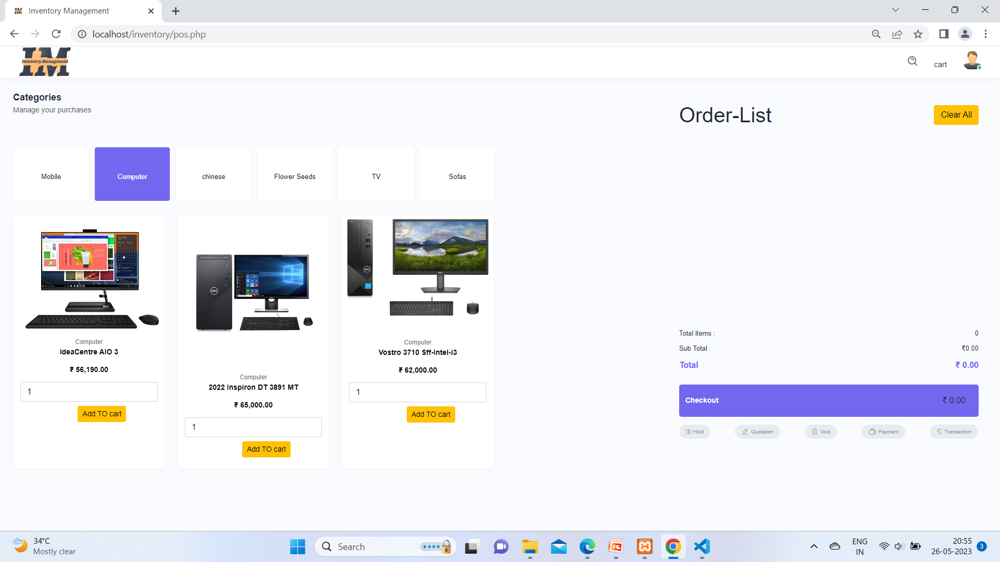 Inventory Management
localhost/inventory/pos.php
IM
Inventory Management
cart
Categories
Manage your purchases
Order-List
Clear All
Mobile
Computer
chinese
Flower Seeds
TV
Sofas
Computer
IdeaCentre AIO 3
₹ 56,190.00
1
Add TO cart
Computer
2022 Inspiron DT 3891 MT
₹ 65,000.00
1
Add TO cart
Computer
Vostro 3710 Sff-Intel-i3
₹ 62,000.00
1
Add TO cart
Total items : 0
Sub Total : ₹0.00
Total ₹ 0.00
Checkout ₹ 0.00
Hold
Quotation
Void
Payment
Transaction
34°C
Mostly clear
Search
ENG
IN
20:55
26-05-2023
3